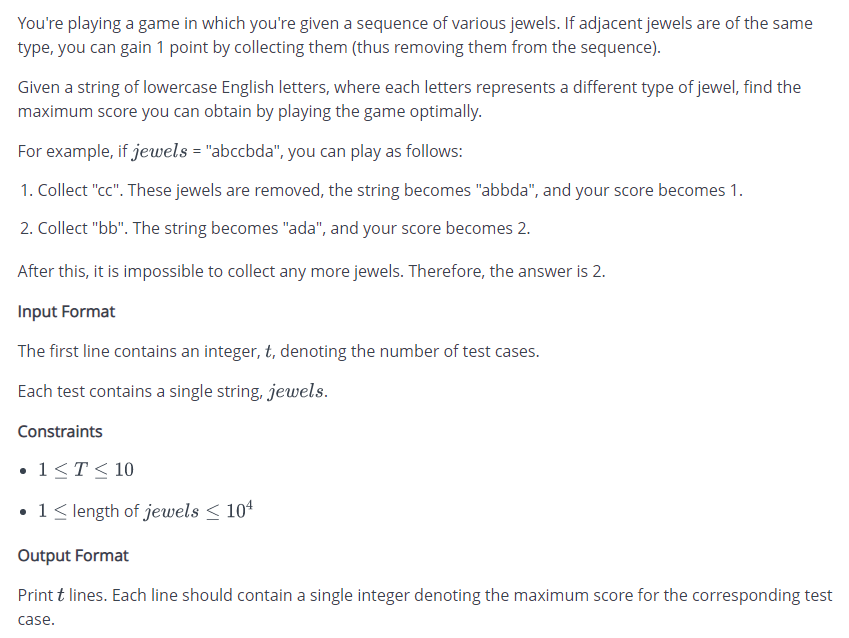 You're playing a game in which you're given a sequence of various jewels. If adjacent jewels are of the same
type, you can gain 1 point by collecting them (thus removing them from the sequence).
Given a string of lowercase English letters, where each letters represents a different type of jewel, find the
maximum score you can obtain by playing the game optimally.
For example, if jewels = "abccbda", you can play as follows:
1. Collect "cc". These jewels are removed, the string becomes "abbda", and your score becomes 1.
2. Collect "bb". The string becomes "ada", and your score becomes 2.
After this, it is impossible to collect any more jewels. Therefore, the answer is 2.
Input Format
The first line contains an integer, t, denoting the number of test cases.
Each test contains a single string, jewels.
Constraints
• 1 ≤ T ≤ 10
• 1 ≤ length of jewels ≤ 10⁴
Output Format
Print t lines. Each line should contain a single integer denoting the maximum score for the corresponding test
case.